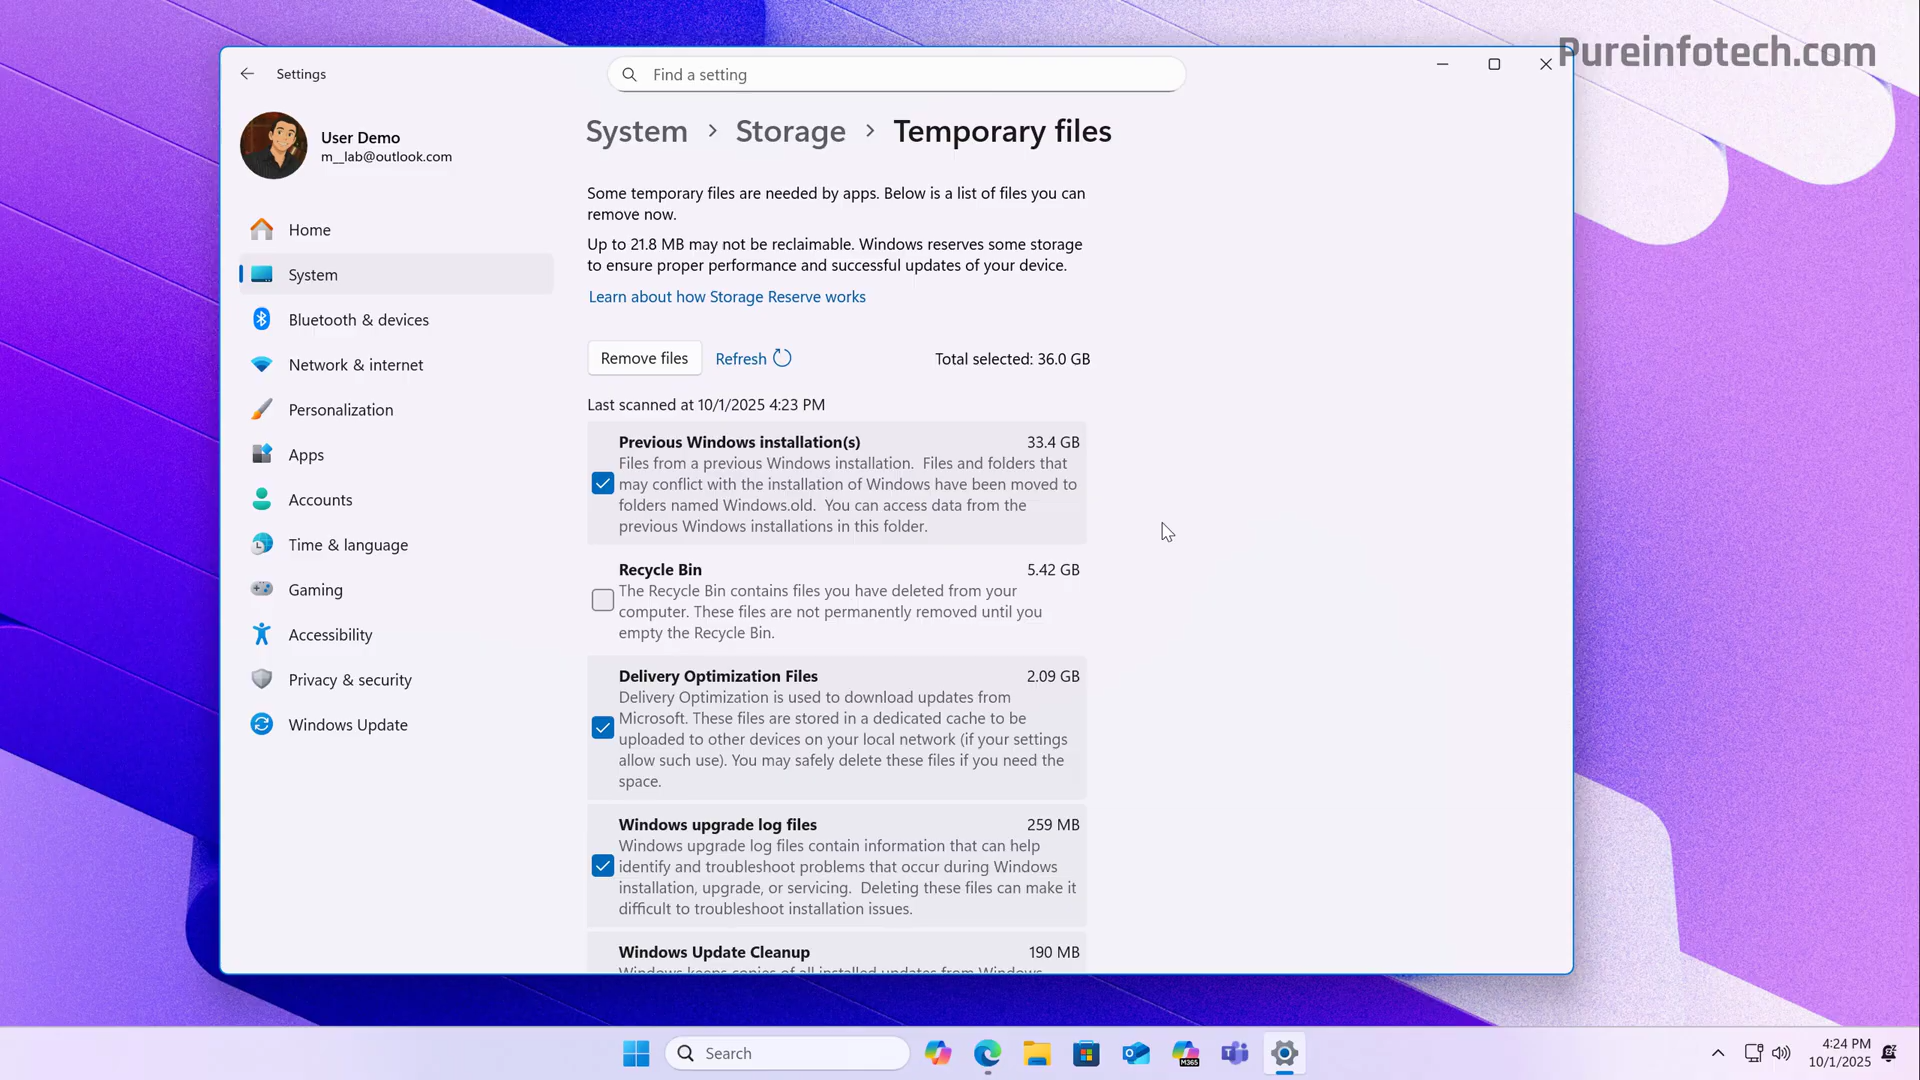 Pureinfotech.com
Settings
Find a setting
User Demo
m__lab@outlook.com
Home
System
Bluetooth & devices
Network & internet
Personalization
Apps
Accounts
Time & language
Gaming
Accessibility
Privacy & security
Windows Update
System > Storage > Temporary files
Some temporary files are needed by apps. Below is a list of files you can
remove now.
Up to 21.8 MB may not be reclaimable. Windows reserves some storage
to ensure proper performance and successful updates of your device.
Learn about how Storage Reserve works
Remove files Refresh Total selected: 36.0 GB
Last scanned at 10/1/2025 4:23 PM
Previous Windows installation(s) 33.4 GB
Files from a previous Windows installation.  Files and folders that
may conflict with the installation of Windows have been moved to
folders named Windows.old.  You can access data from the
previous Windows installations in this folder.
Recycle Bin 5.42 GB
The Recycle Bin contains files you have deleted from your
computer. These files are not permanently removed until you
empty the Recycle Bin.
Delivery Optimization Files 2.09 GB
Delivery Optimization is used to download updates from
Microsoft. These files are stored in a dedicated cache to be
uploaded to other devices on your local network (if your settings
allow such use). You may safely delete these files if you need the
space.
Windows upgrade log files 259 MB
Windows upgrade log files contain information that can help
identify and troubleshoot problems that occur during Windows
installation, upgrade, or servicing.  Deleting these files can make it
difficult to troubleshoot installation issues.
Windows Update Cleanup 190 MB
Windows keeps copies of all installed updates from Windows
Search
M365
4:24 PM
10/1/2025